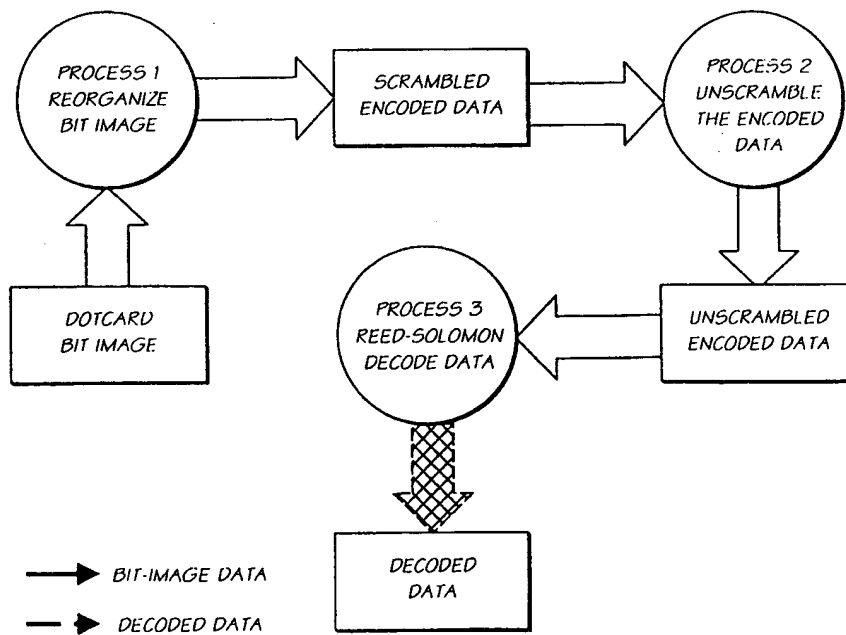 PROCESS 1
REORGANIZE
BIT IMAGE
SCRAMBLED
ENCODED DATA
PROCESS 2
UNSCRAMBLE
THE ENCODED
DATA
DOTCARD
BIT IMAGE
PROCESS 3
REED-SOLOMON
DECODE DATA
UNSCRAMBLED
ENCODED DATA
DECODED
DATA
BIT-IMAGE DATA
DECODED DATA